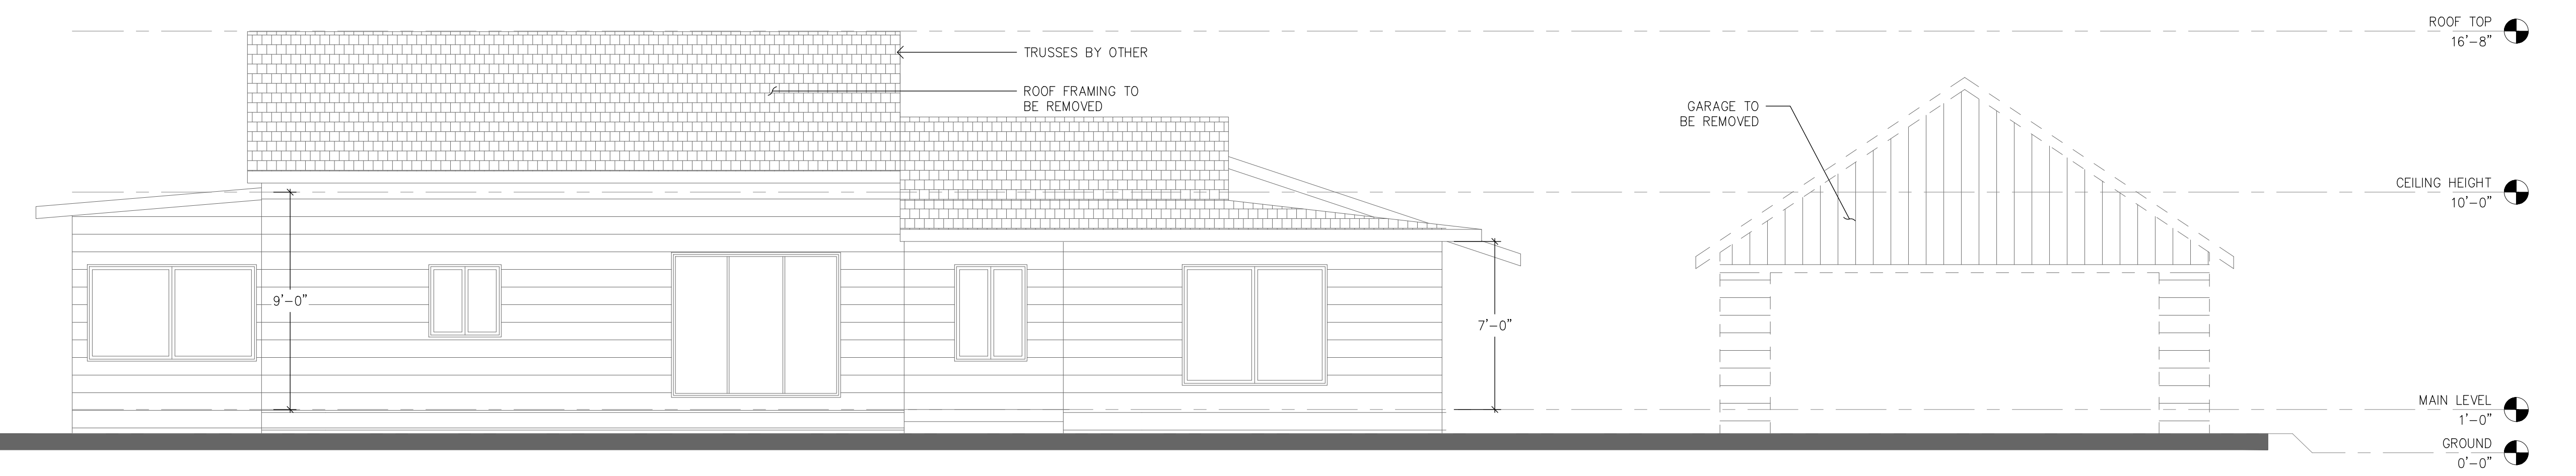 ROOF TOP
16'-8"
TRUSSES BY OTHER
ROOF FRAMING TO
BE REMOVED
GARAGE TO
BE REMOVED
CEILING HEIGHT
10'-0"
9'-0"
7'-0"
MAIN LEVEL
1'-0"
GROUND
0'-0"